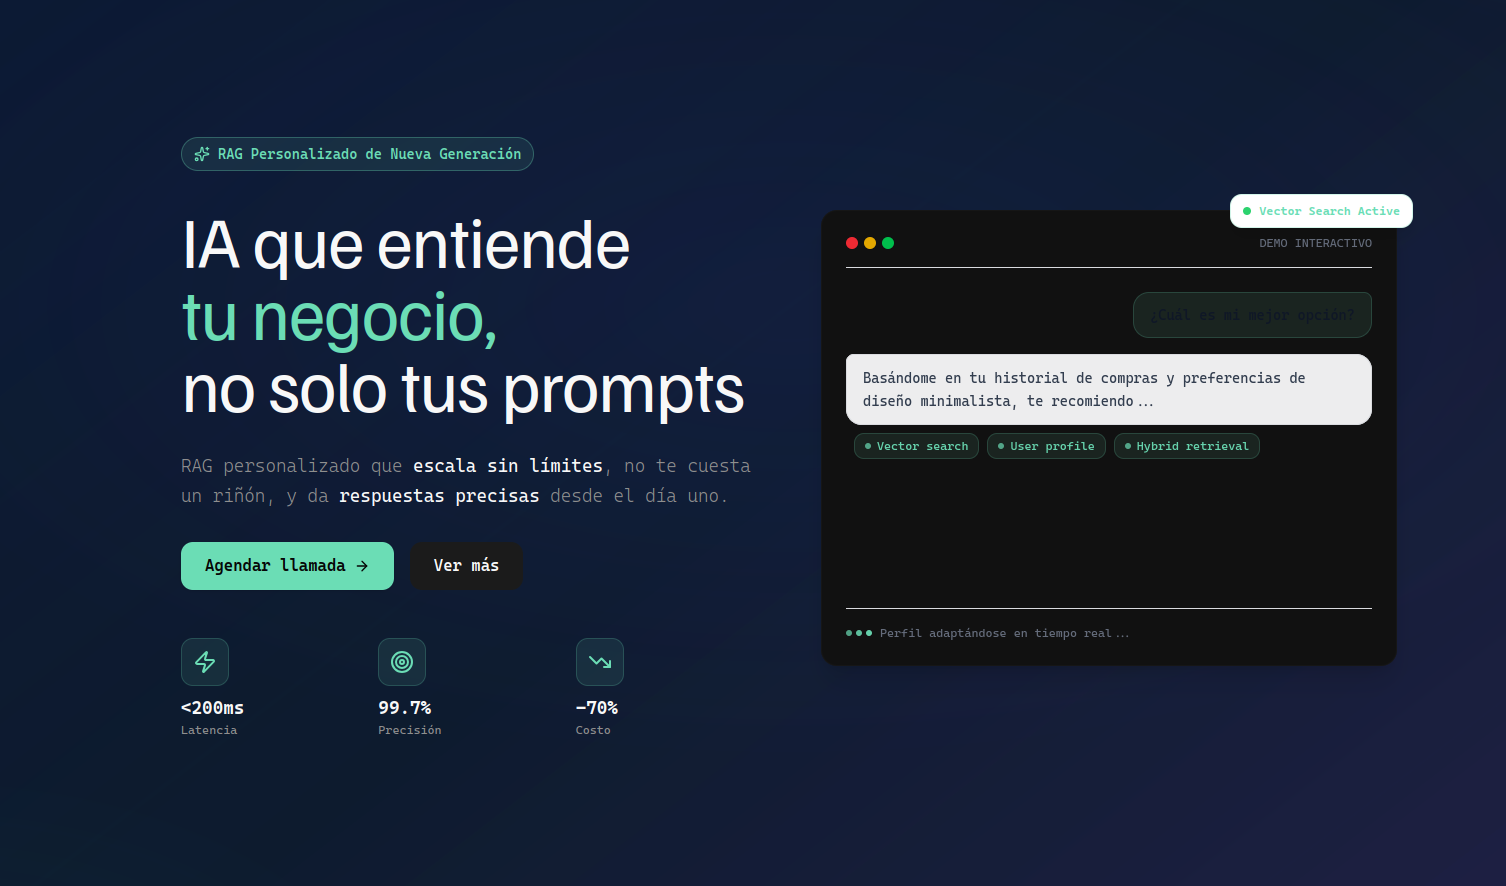 RAG Personalizado de Nueva Generación
IA que entiende
tu negocio,
no solo tus prompts
RAG personalizado que escala sin límites, no te cuesta
un riñón, y da respuestas precisas desde el día uno.
Agendar llamada →
Ver más
<200ms
Latencia
99.7%
Precisión
-70%
Costo
Vector Search Active
DEMO INTERACTIVO
¿Cuál es mi mejor opción?
Basándome en tu historial de compras y preferencias de
diseño minimalista, te recomiendo...
Vector search
User profile
Hybrid retrieval
Perfil adaptándose en tiempo real...